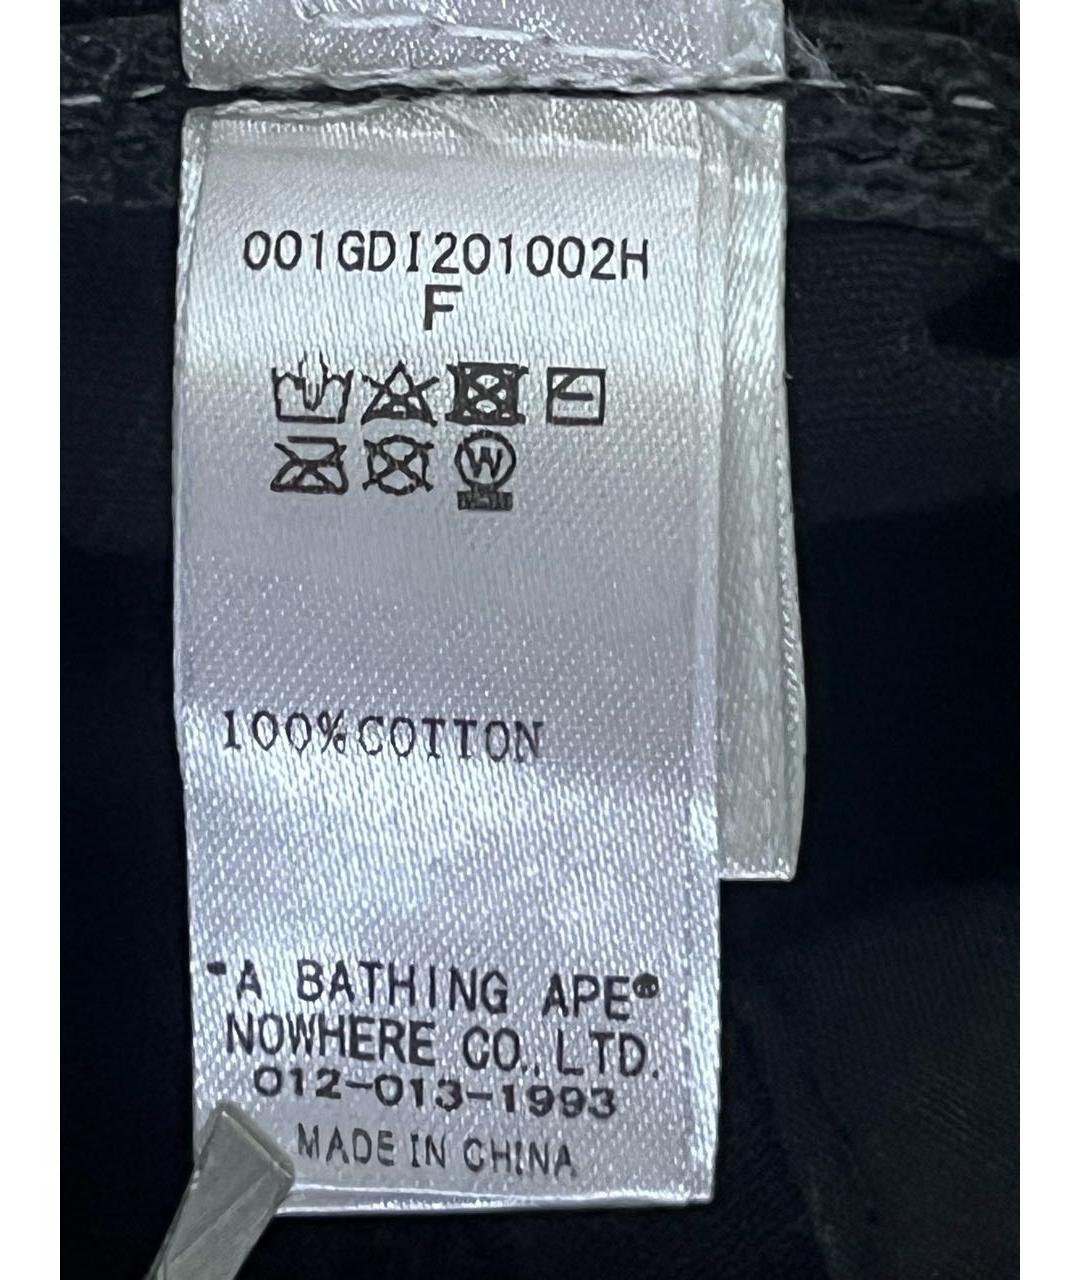 001GDI201002H
F
W
100%COTTON
"A BATHING APE®
NOWHERE CO.,LTD.
012-013-1993
MADE IN CHINA